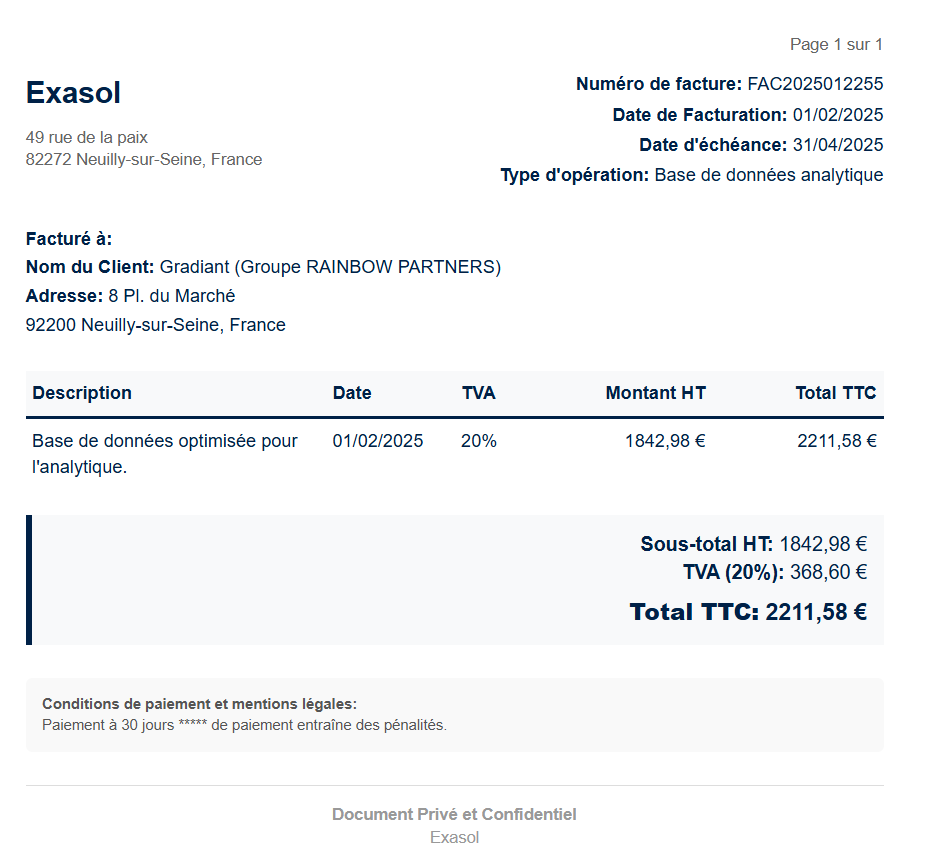 Page 1 sur 1
Exasol
49 rue de la paix
82272 Neuilly-sur-Seine, France
Numéro de facture: FAC2025012255
Date de Facturation: 01/02/2025
Date d'échéance: 31/04/2025
Type d'opération: Base de données analytique
Facturé à:
Nom du Client: Gradiant (Groupe RAINBOW PARTNERS)
Adresse: 8 Pl. du Marché
92200 Neuilly-sur-Seine, France
Description Date TVA Montant HT Total TTC
Base de données optimisée pour 01/02/2025 20% 1842,98 € 2211,58 €
l'analytique.
Sous-total HT: 1842,98 €
TVA (20%): 368,60 €
Total TTC: 2211,58 €
Conditions de paiement et mentions légales:
Paiement à 30 jours ***** de paiement entraîne des pénalités.
Document Privé et Confidentiel
Exasol